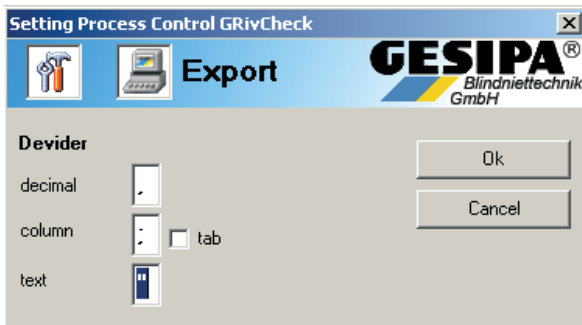 Setting Process Control GRivCheck
Export
GESIPA®
Blindniettechnik
GmbH
Devider
decimal ,
column ; tab
text "
Ok
Cancel